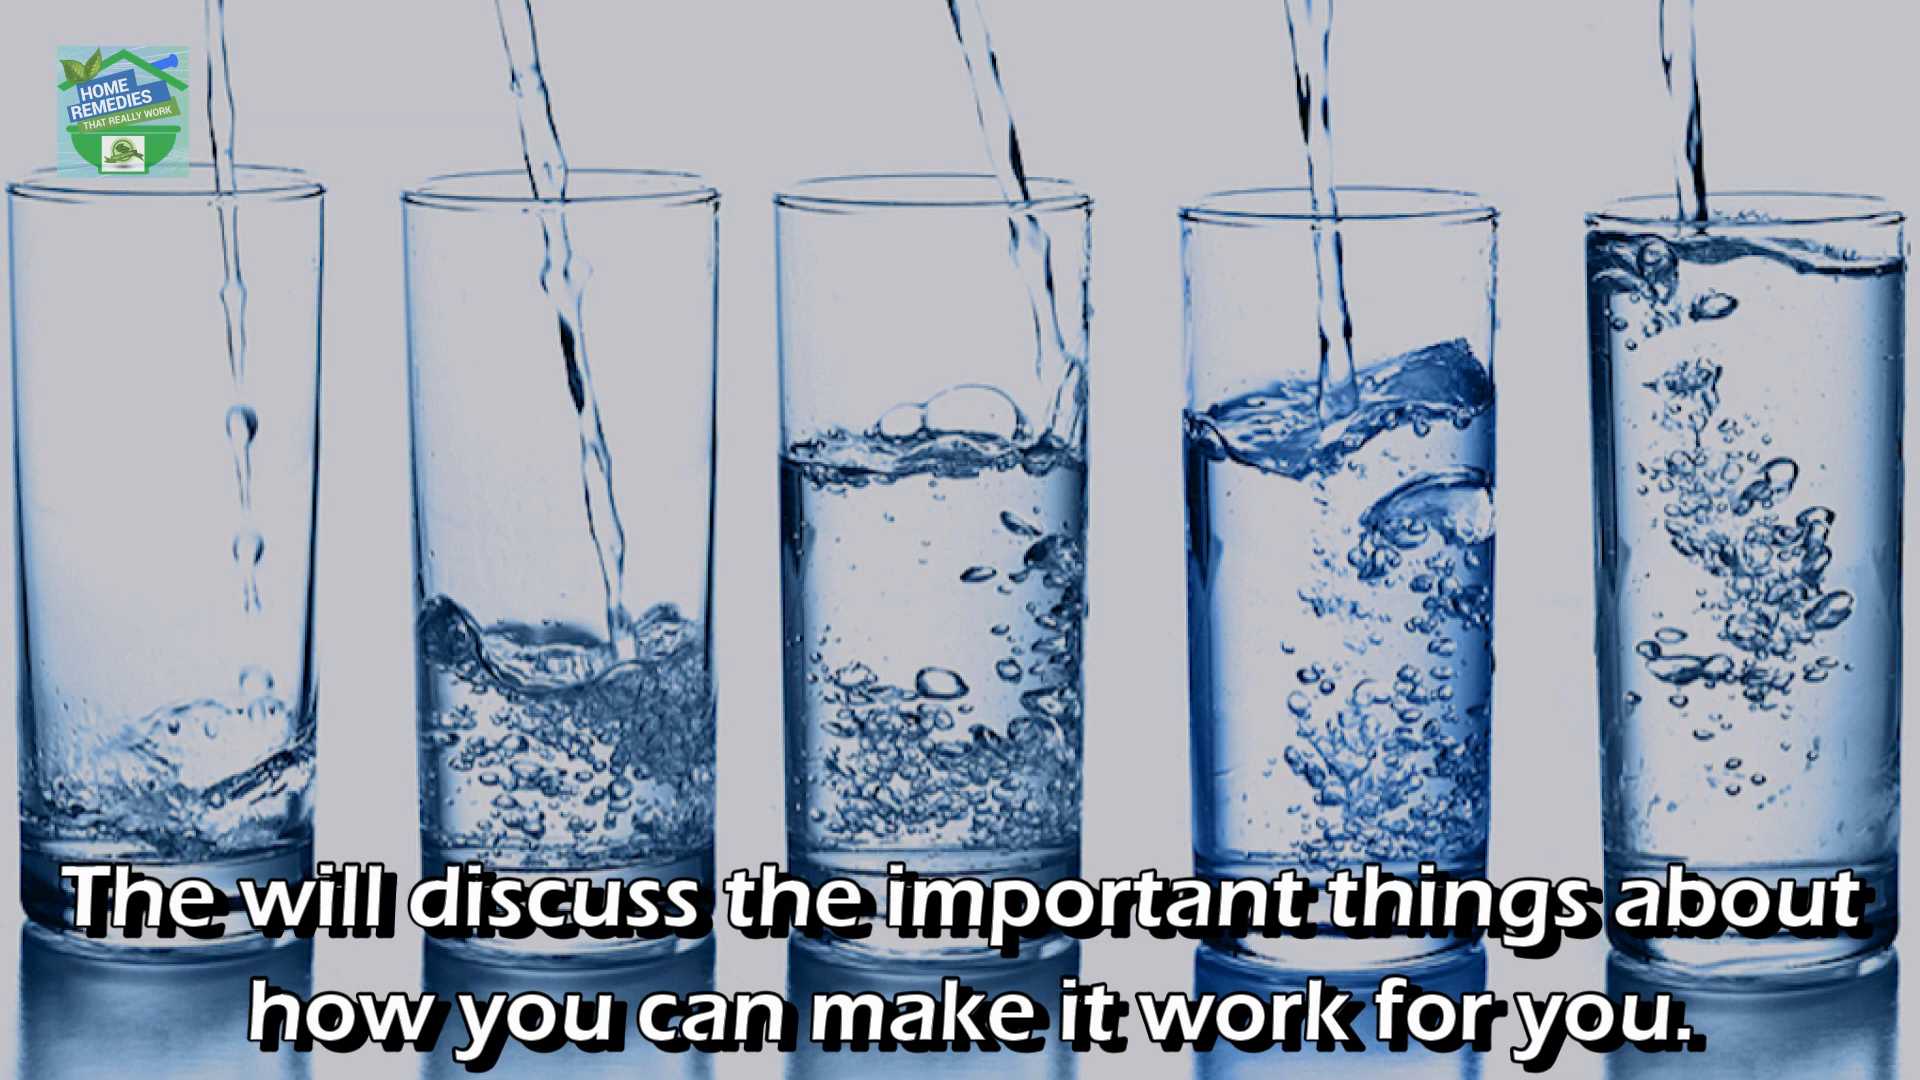 HOME
REMEDIES
THAT REALLY WORK
The will discuss the important things about
how you can make it work for you.